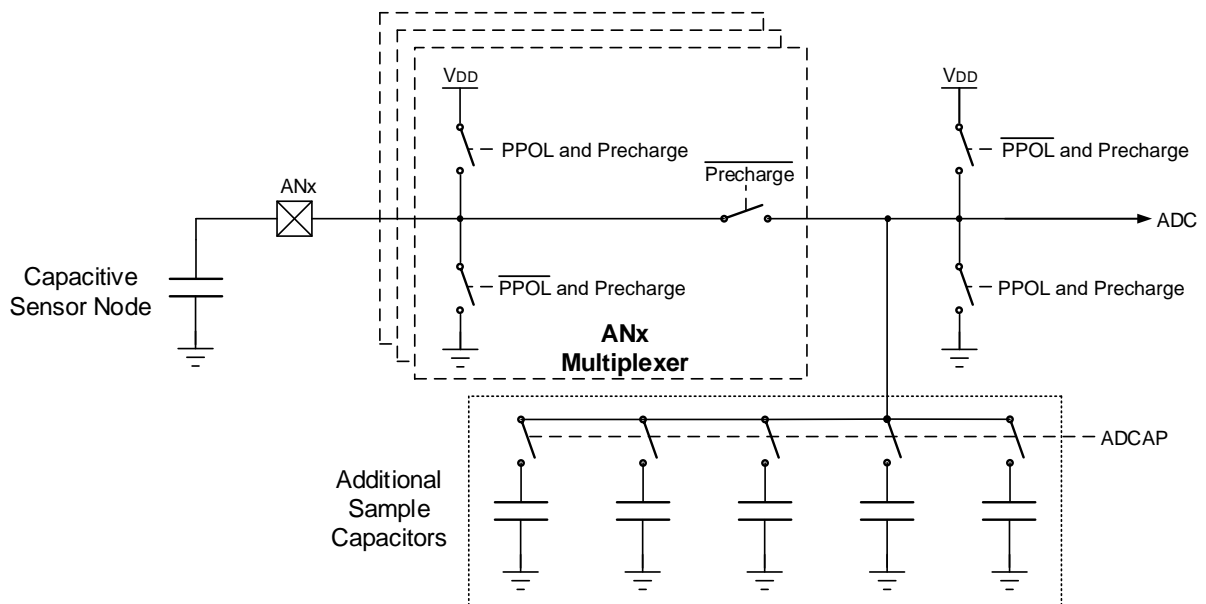 VDD
VDD
PPOL and Precharge
Precharge
PPOL and Precharge
ANx
ADC
Capacitive
Sensor Node
PPOL and Precharge
PPOL and Precharge
ANx
Multiplexer
ADCAP
Additional
Sample
Capacitors